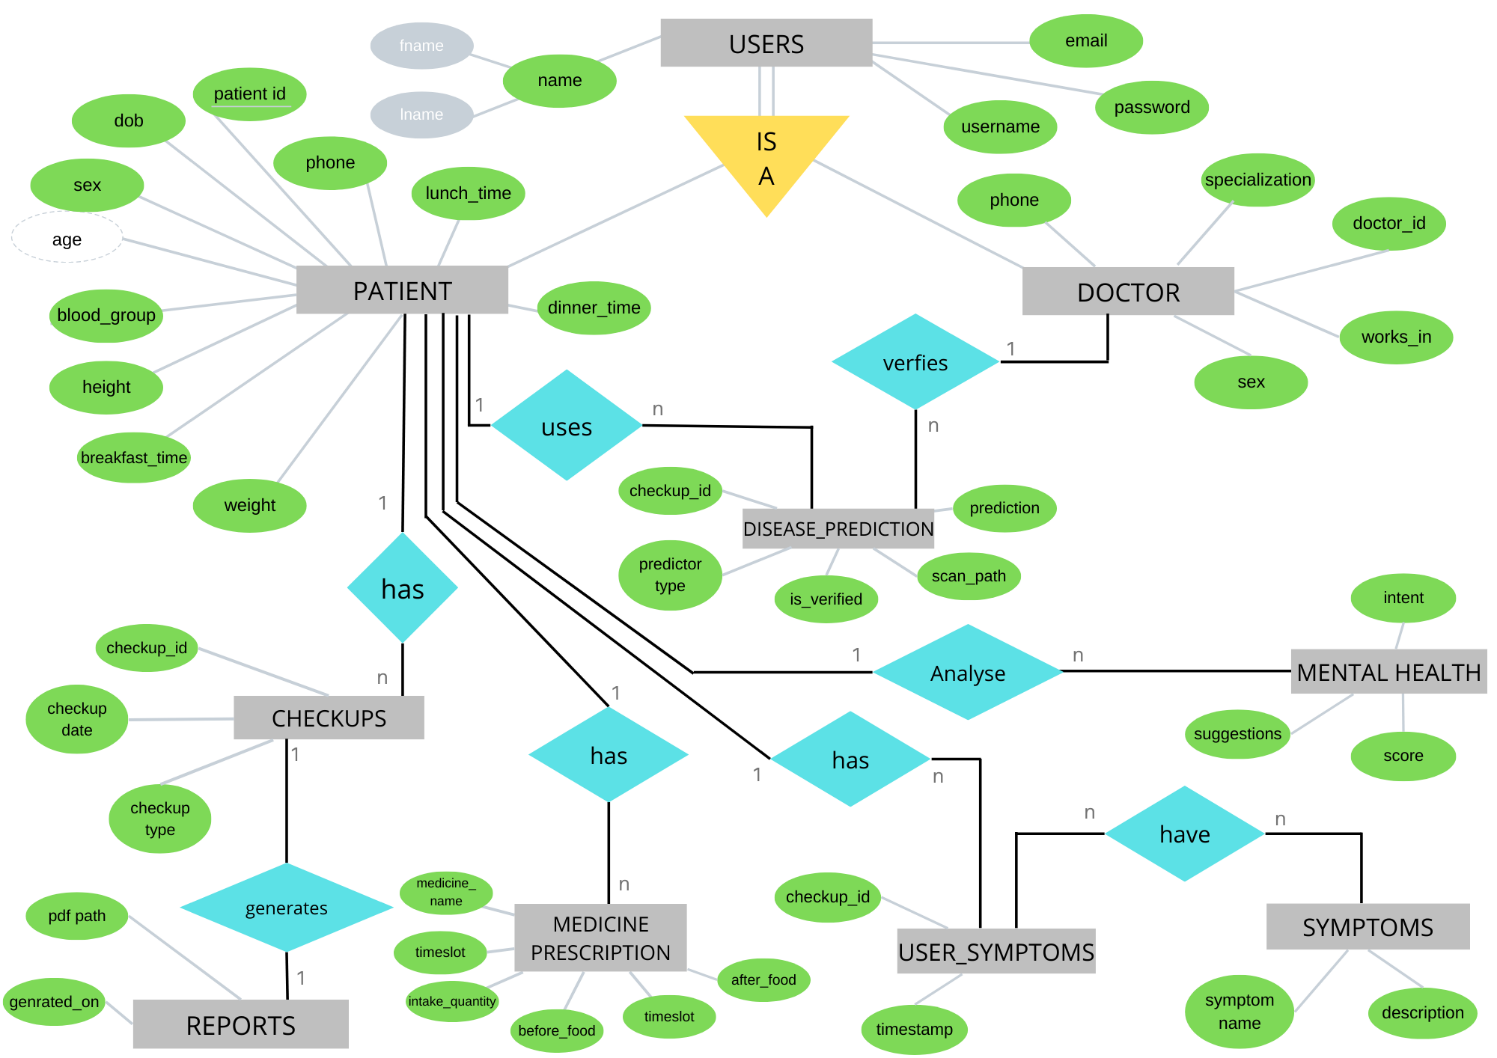 USERS
fname
name
lname
email
password
username
IS
A
patient id
dob
phone
sex
lunch_time
age
PATIENT
blood_group
dinner_time
height
breakfast_time
weight
specialization
phone
doctor_id
DOCTOR
works_in
sex
verfies
1
n
1
uses
n
checkup_id
prediction
DISEASE_PREDICTION
predictor
type
scan_path
is_verified
1
has
n
checkup_id
checkup
date
CHECKUPS
checkup
type
1
generates
1
pdf path
genrated_on
REPORTS
1
has
n
medicine_
name
MEDICINE
PRESCRIPTION
timeslot
intake_quantity
before_food
timeslot
after_food
1
Analyse
n
intent
MENTAL HEALTH
suggestions
score
1
has
n
n
have
n
checkup_id
USER_SYMPTOMS
timestamp
SYMPTOMS
symptom
name
description